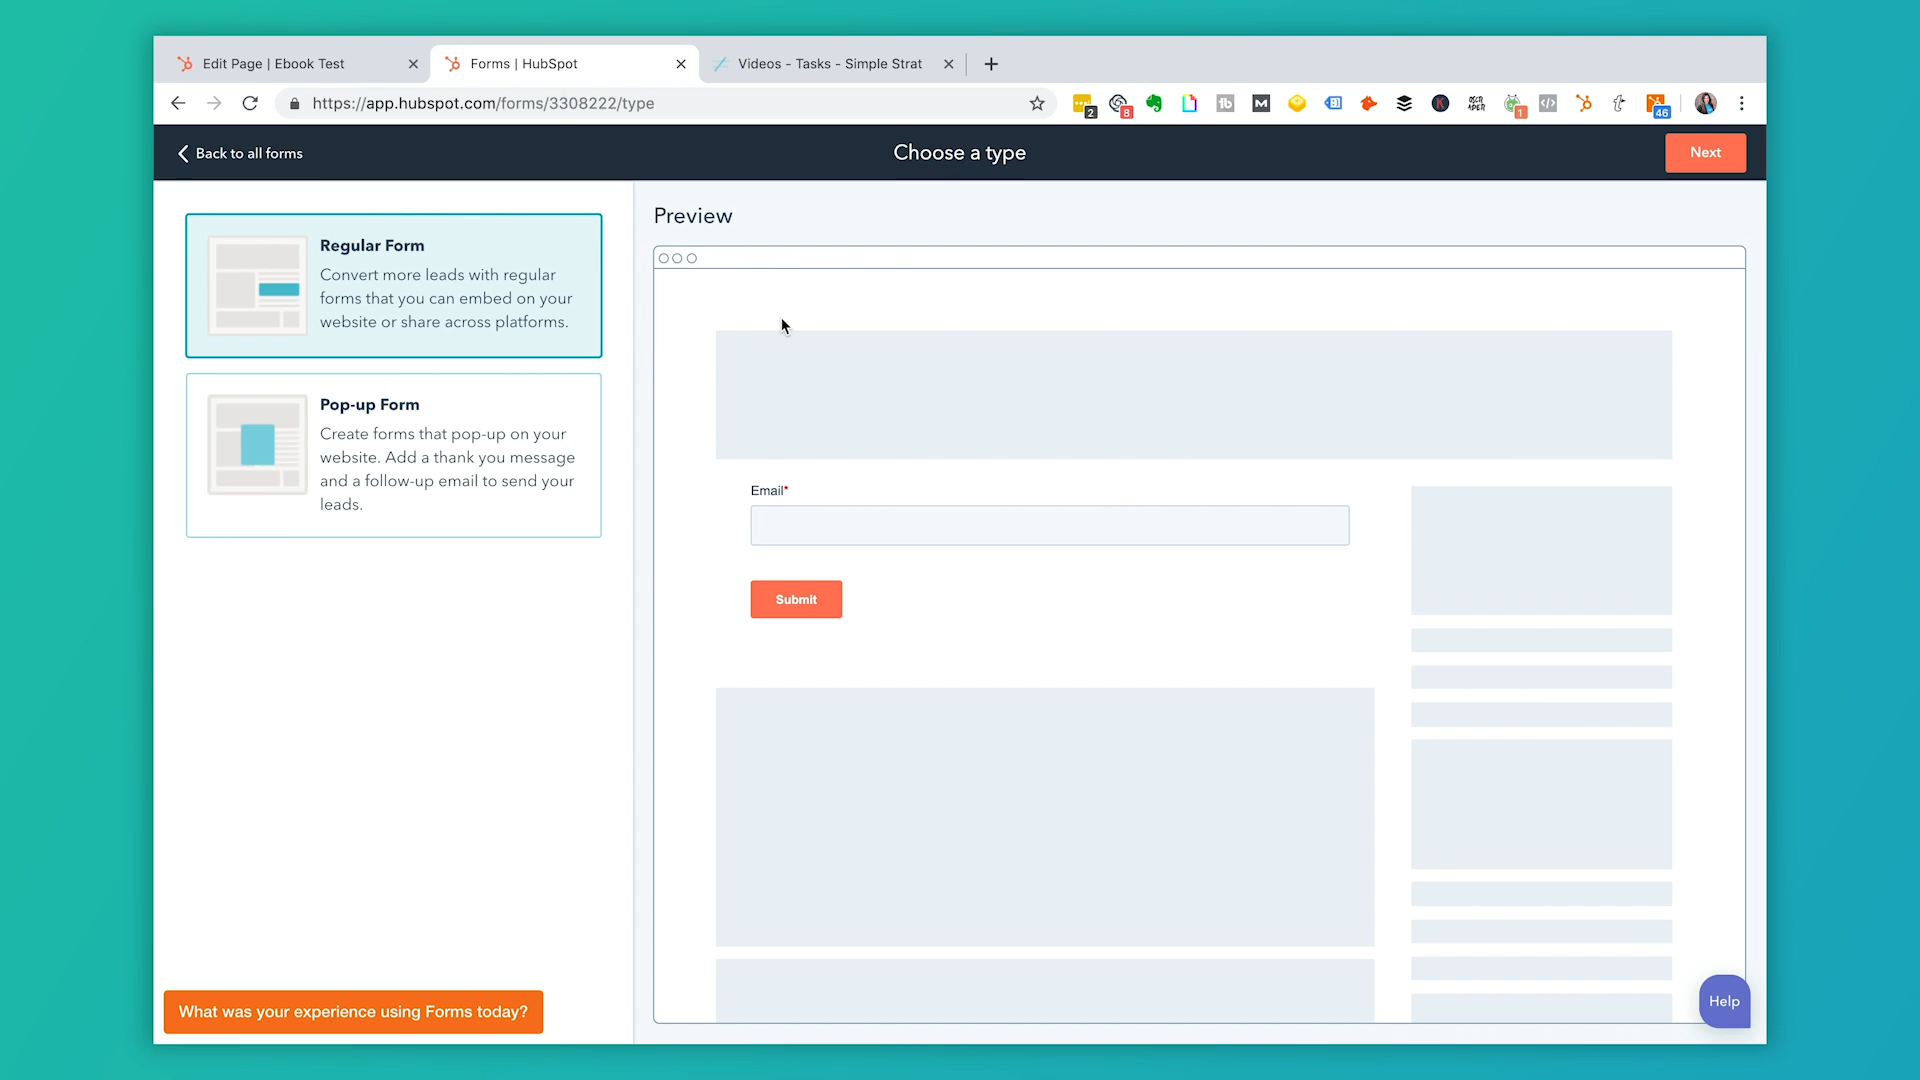 Edit Page | Ebook Test
Forms | HubSpot
Videos - Tasks - Simple Strat
https://app.hubspot.com/forms/3308222/type
2
8
1
46
Back to all forms
Choose a type
Next
Regular Form
Convert more leads with regular
forms that you can embed on your
website or share across platforms.
Pop-up Form
Create forms that pop-up on your
website. Add a thank you message
and a follow-up email to send your
leads.
Preview
Email*
Submit
What was your experience using Forms today?
Help